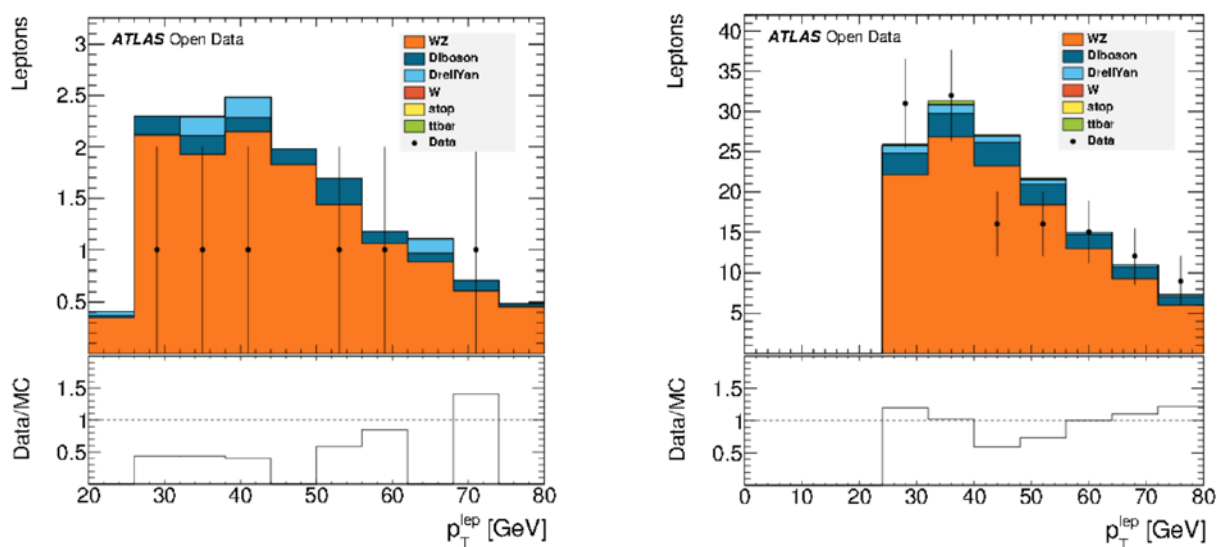 Leptons
3
2.5
2
1.5
1
0.5
ATLAS Open Data
WZ
Diboson
DrellYan
W
stop
ttbar
Data
Data/MC
1.5
1
0.5
20 30 40 50 60 70 80
p_T^lep [GeV]
Leptons
40
35
30
25
20
15
10
5
ATLAS Open Data
WZ
Diboson
DrellYan
W
stop
ttbar
Data
Data/MC
1.5
1
0.5
0 10 20 30 40 50 60 70 80
p_T^lep [GeV]